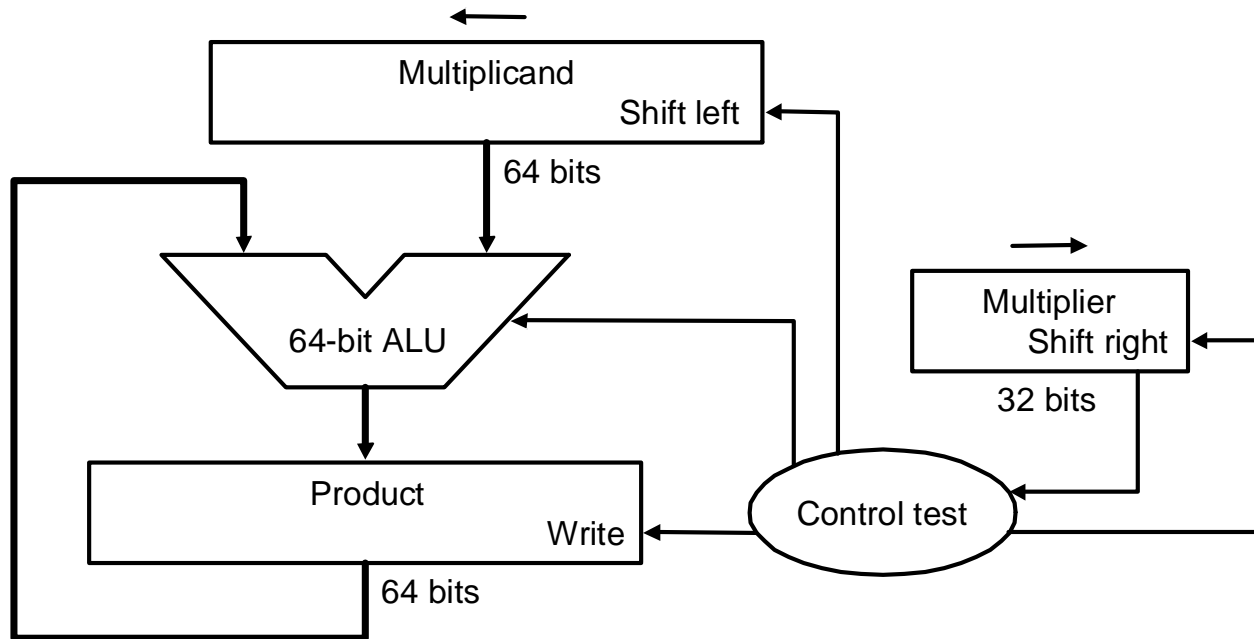 Multiplicand
Shift left
64 bits
64-bit ALU
Multiplier
Shift right
32 bits
Product
Write
64 bits
Control test